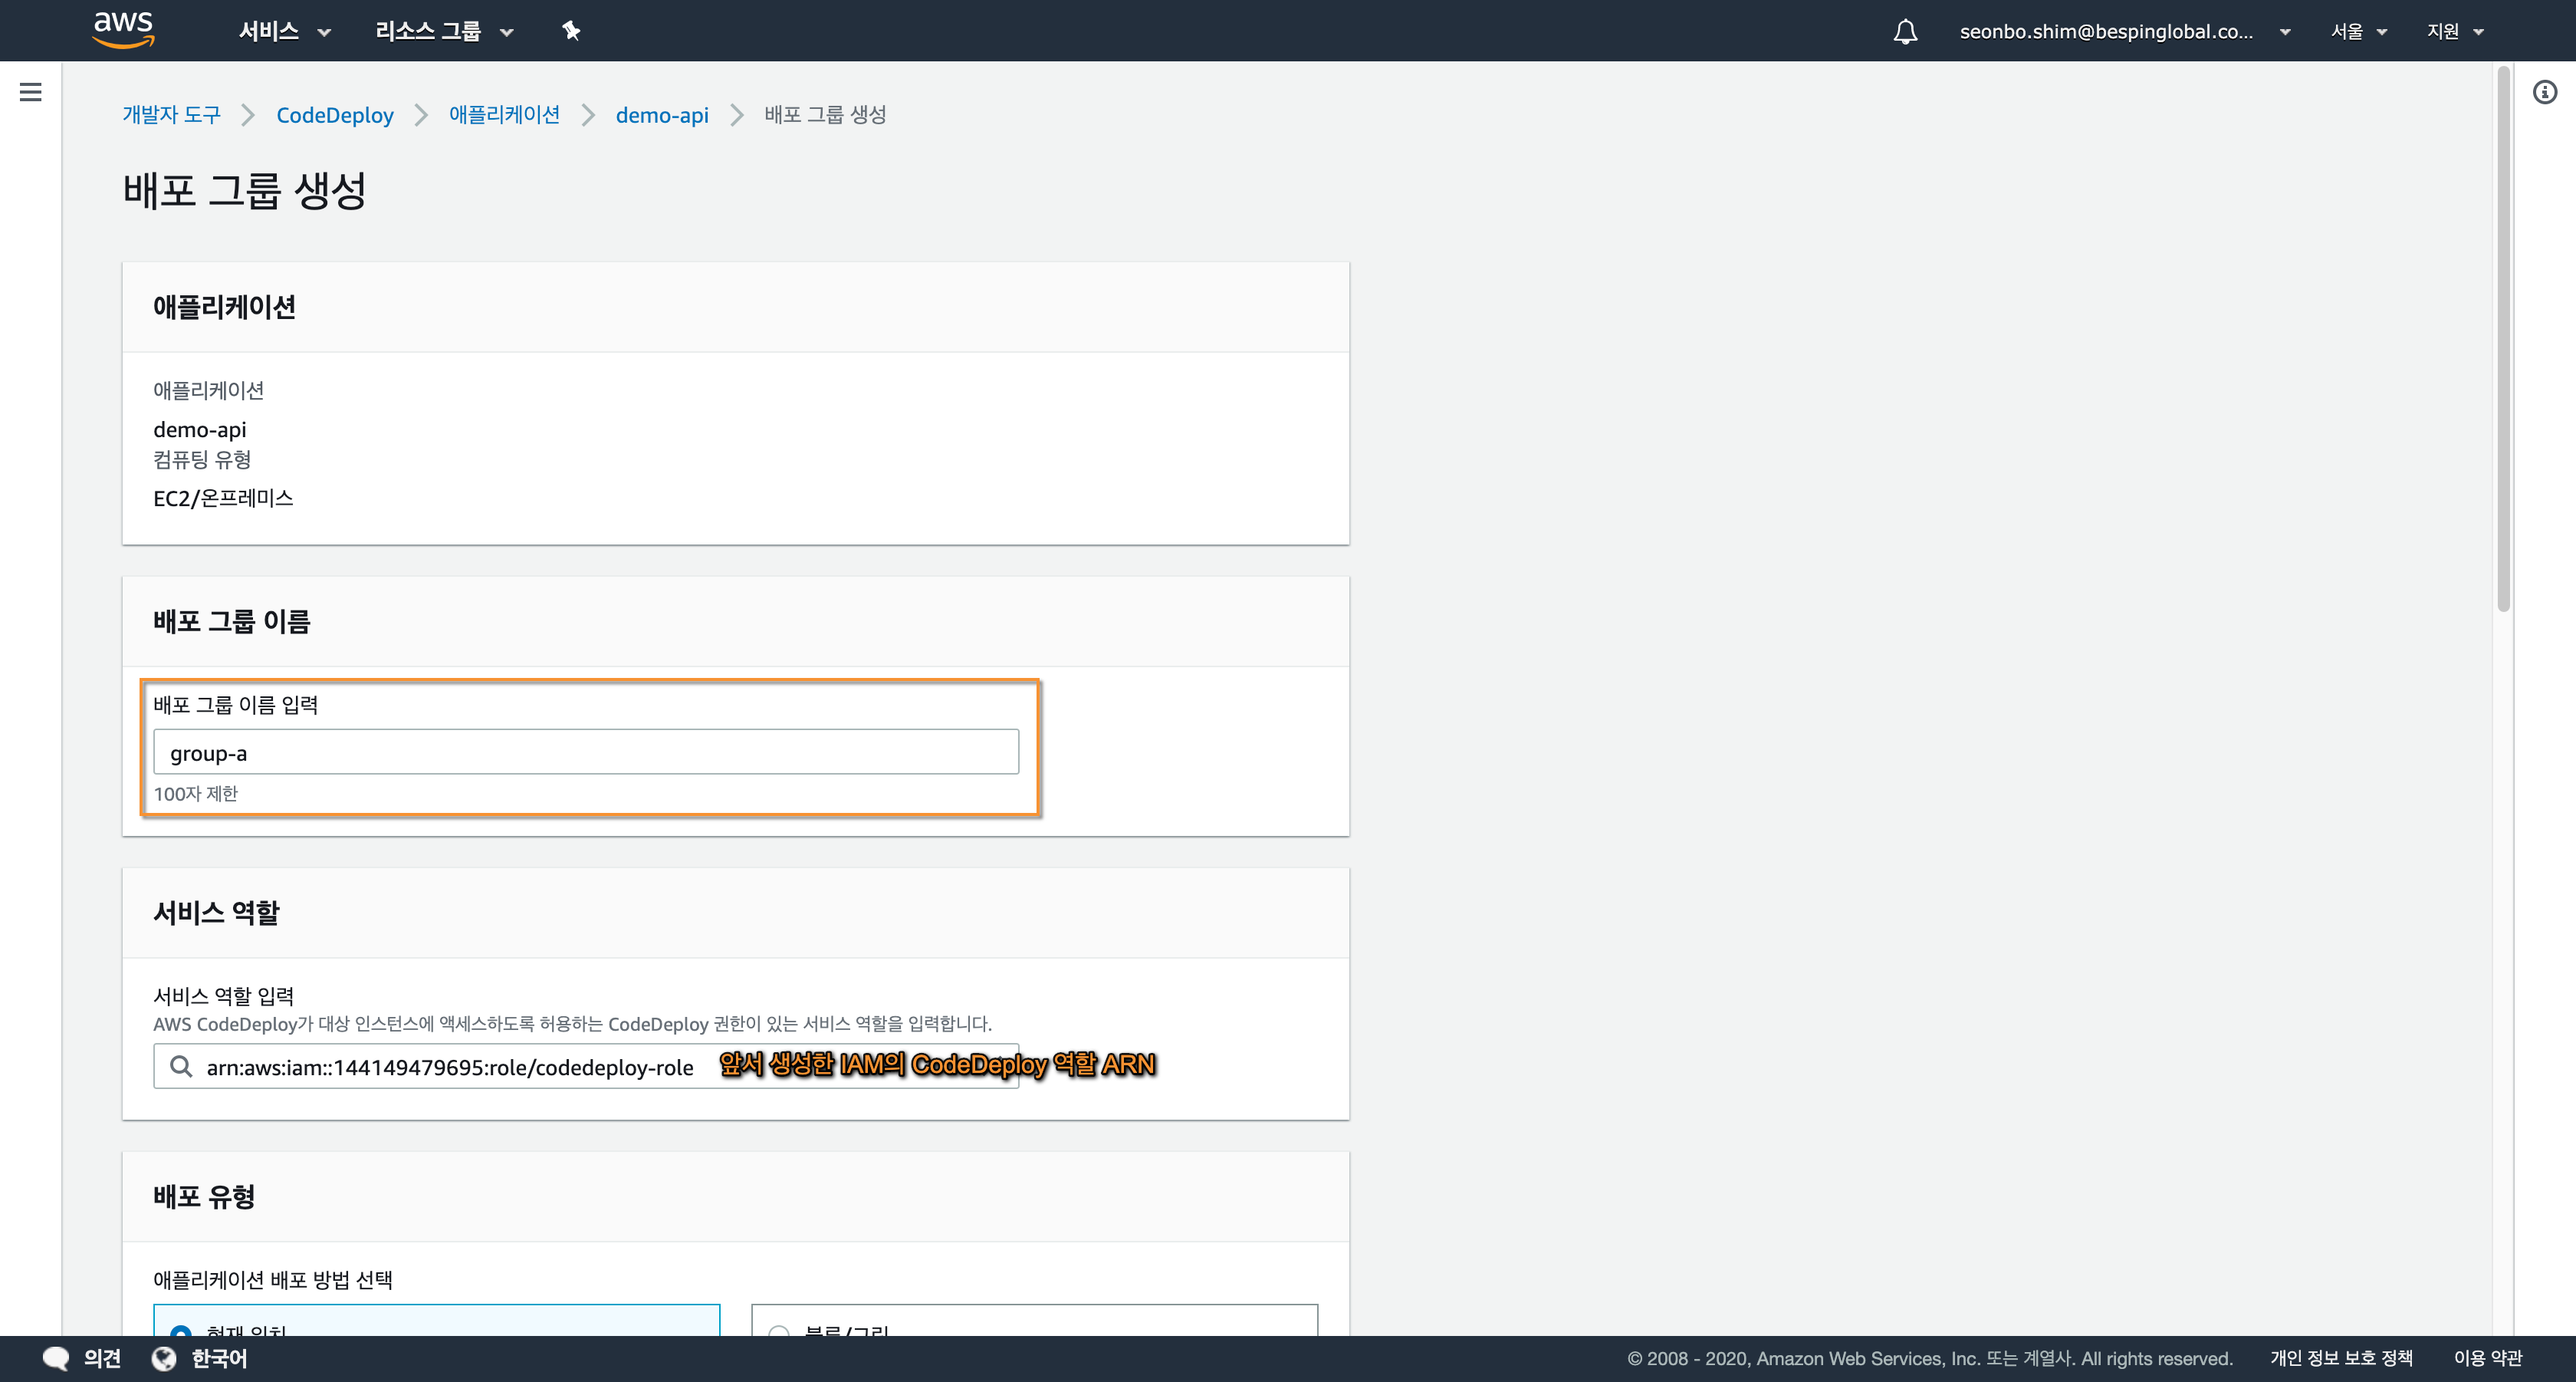 aws 서비스 리소스 그룹 seonbo.shim@bespinglobal.co... 서울 지원
개발자 도구 CodeDeploy 애플리케이션 demo-api 배포 그룹 생성
배포 그룹 생성
애플리케이션
애플리케이션
demo-api
컴퓨팅 유형
EC2/온프레미스
배포 그룹 이름
배포 그룹 이름 입력
group-a
100자 제한
서비스 역할
서비스 역할 입력
AWS CodeDeploy가 대상 인스턴스에 액세스하도록 허용하는 CodeDeploy 권한이 있는 서비스 역할을 입력합니다.
arn:aws:iam::144149479695:role/codedeploy-role 앞서 생성한 IAM의 CodeDeploy 역할 ARN
배포 유형
애플리케이션 배포 방법 선택
현재 위치 블루/그린
의견 한국어 © 2008 - 2020, Amazon Web Services, Inc. 또는 계열사. All rights reserved. 개인 정보 보호 정책 이용 약관